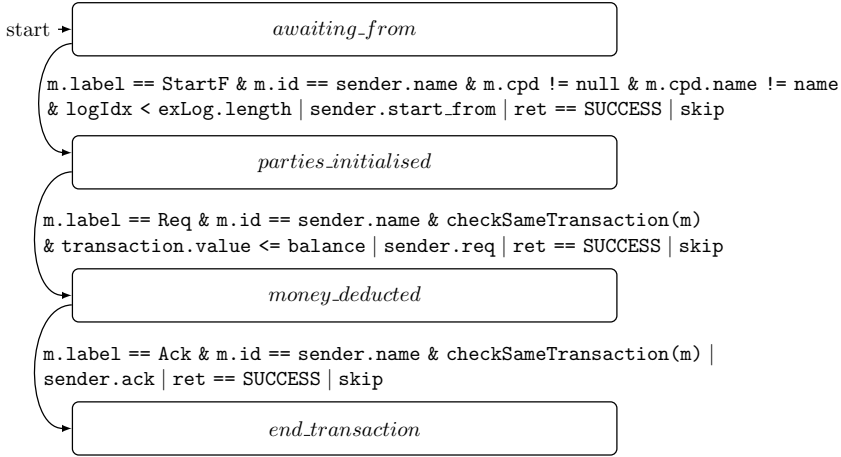 start
awaiting_from
m.label == StartF & m.id == sender.name & m.cpd != null & m.cpd.name != name
& logIdx < exLog.length | sender.start_from | ret == SUCCESS | skip
parties_initialised
m.label == Req & m.id == sender.name & checkSameTransaction(m)
& transaction.value <= balance | sender.req | ret == SUCCESS | skip
money_deducted
m.label == Ack & m.id == sender.name & checkSameTransaction(m) |
sender.ack | ret == SUCCESS | skip
end_transaction